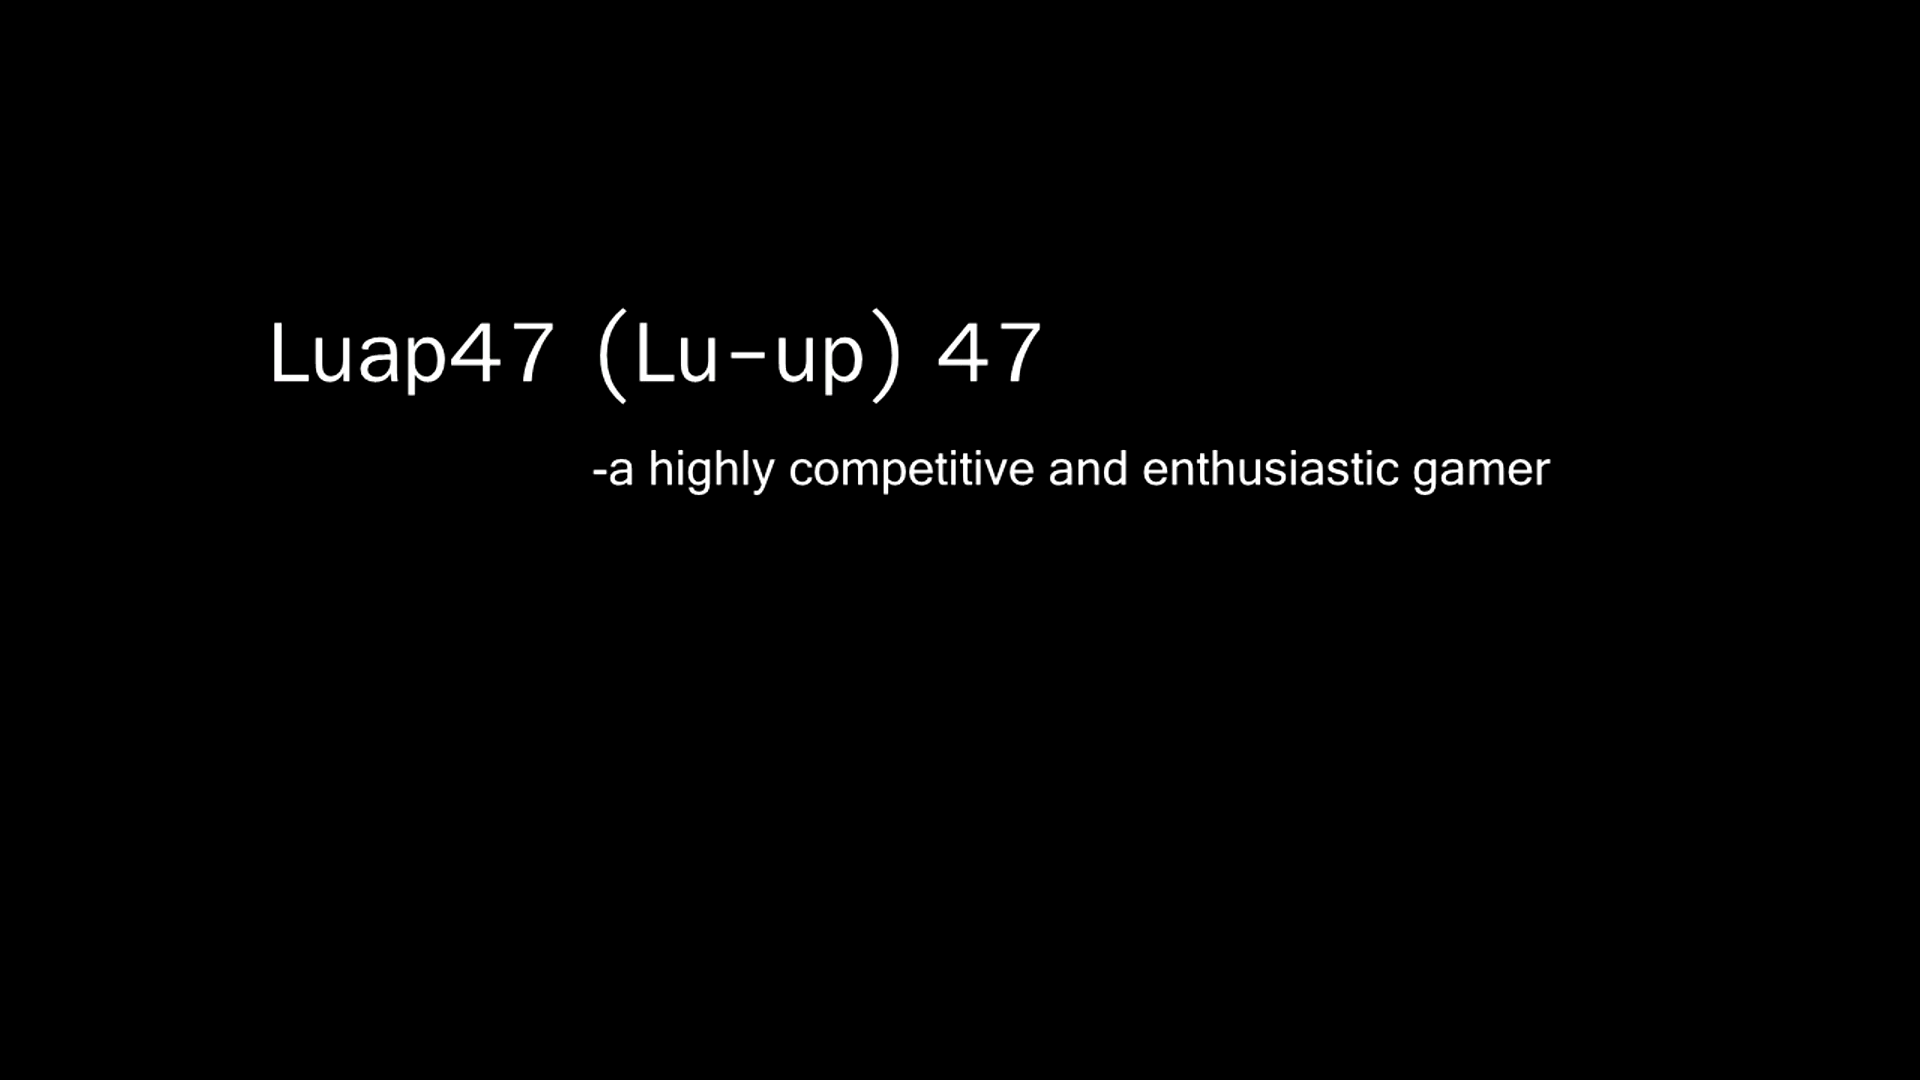 Luap47 (Lu-up) 47
-a highly competitive and enthusiastic gamer